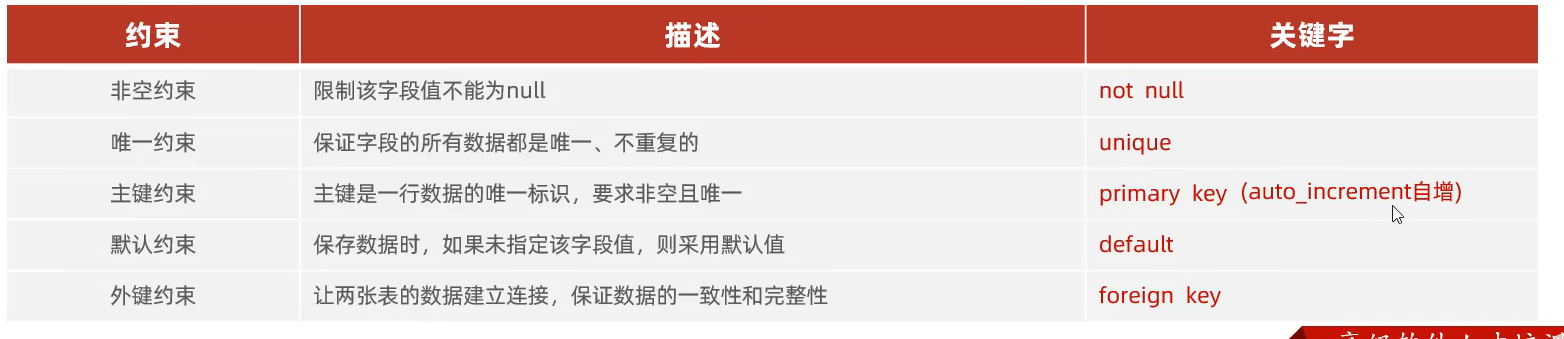 约束 描述 关键字
非空约束 限制该字段值不能为null not null
唯一约束 保证字段的所有数据都是唯一、不重复的 unique
主键约束 主键是一行数据的唯一标识，要求非空且唯一 primary key (auto_increment自增)
默认约束 保存数据时，如果未指定该字段值，则采用默认值 default
外键约束 让两张表的数据建立连接，保证数据的一致性和完整性 foreign key